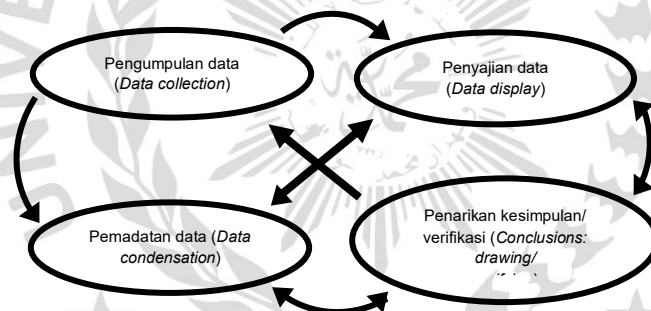 Pengumpulan data
(Data collection)
Penyajian data
(Data display)
Pemadatan data (Data
condensation)
Penarikan kesimpulan/
verifikasi (Conclusions:
drawing/